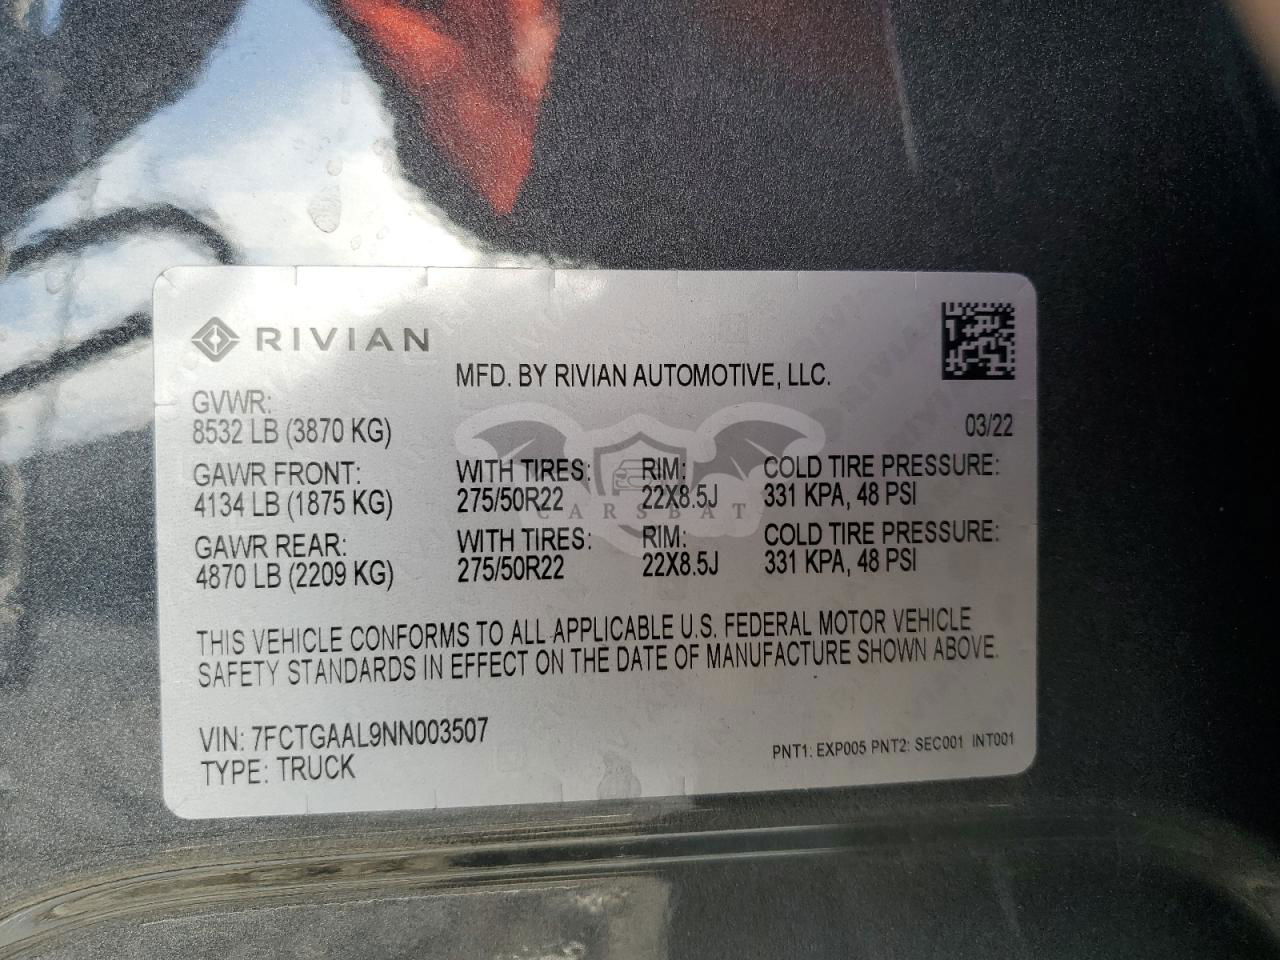 RIVIAN
MFD. BY RIVIAN AUTOMOTIVE, LLC.
GVWR:
8532 LB (3870 KG)
03/22
GAWR FRONT: WITH TIRES: RIM: COLD TIRE PRESSURE:
4134 LB (1875 KG) 275/50R22 22X8.5J 331 KPA, 48 PSI
CARSBAT
GAWR REAR: WITH TIRES: RIM: COLD TIRE PRESSURE:
4870 LB (2209 KG) 275/50R22 22X8.5J 331 KPA, 48 PSI
THIS VEHICLE CONFORMS TO ALL APPLICABLE U.S. FEDERAL MOTOR VEHICLE
SAFETY STANDARDS IN EFFECT ON THE DATE OF MANUFACTURE SHOWN ABOVE.
VIN: 7FCTGAAL9NN003507
PNT1: EXP005 PNT2: SEC001 INT001
TYPE: TRUCK